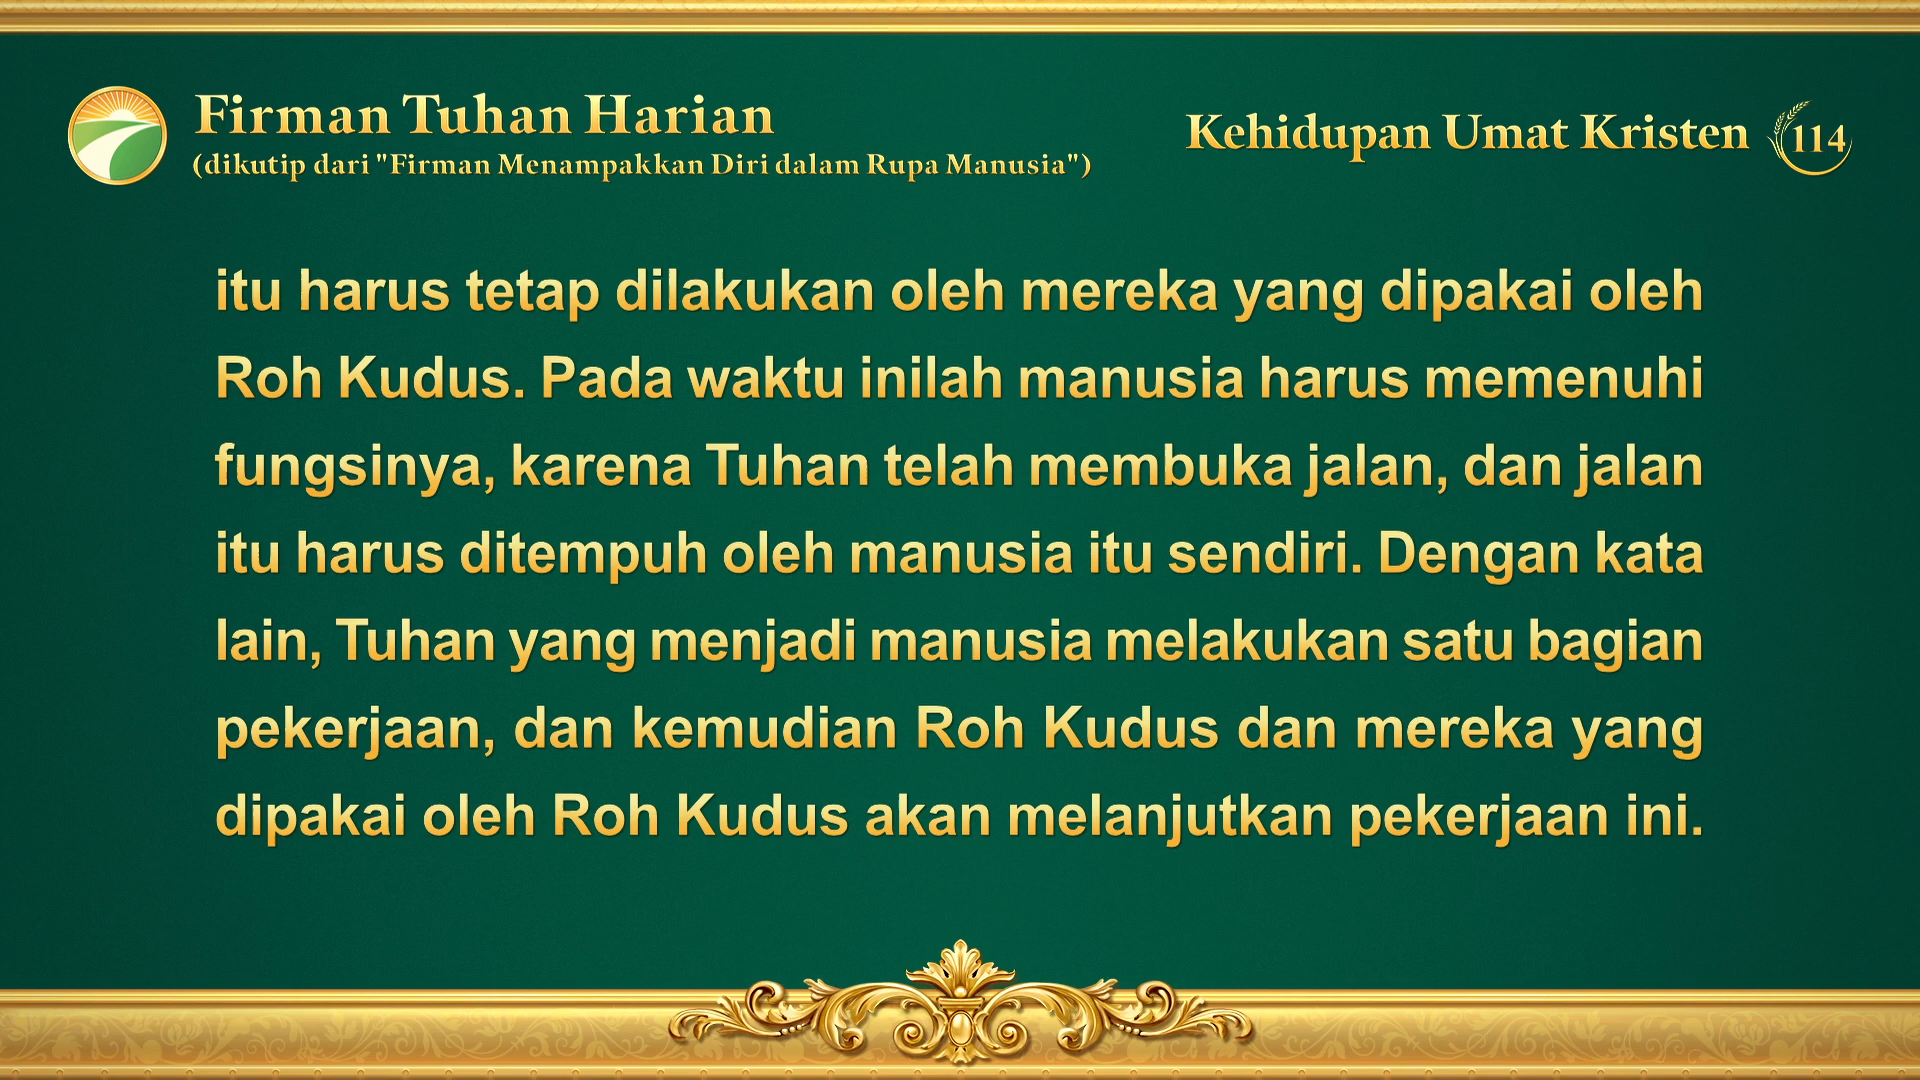 Firman Tuhan Harian
(dikutip dari "Firman Menampakkan Diri dalam Rupa Manusia")
Kehidupan Umat Kristen 114
itu harus tetap dilakukan oleh mereka yang dipakai oleh
Roh Kudus. Pada waktu inilah manusia harus memenuhi
fungsinya, karena Tuhan telah membuka jalan, dan jalan
itu harus ditempuh oleh manusia itu sendiri. Dengan kata
lain, Tuhan yang menjadi manusia melakukan satu bagian
pekerjaan, dan kemudian Roh Kudus dan mereka yang
dipakai oleh Roh Kudus akan melanjutkan pekerjaan ini.